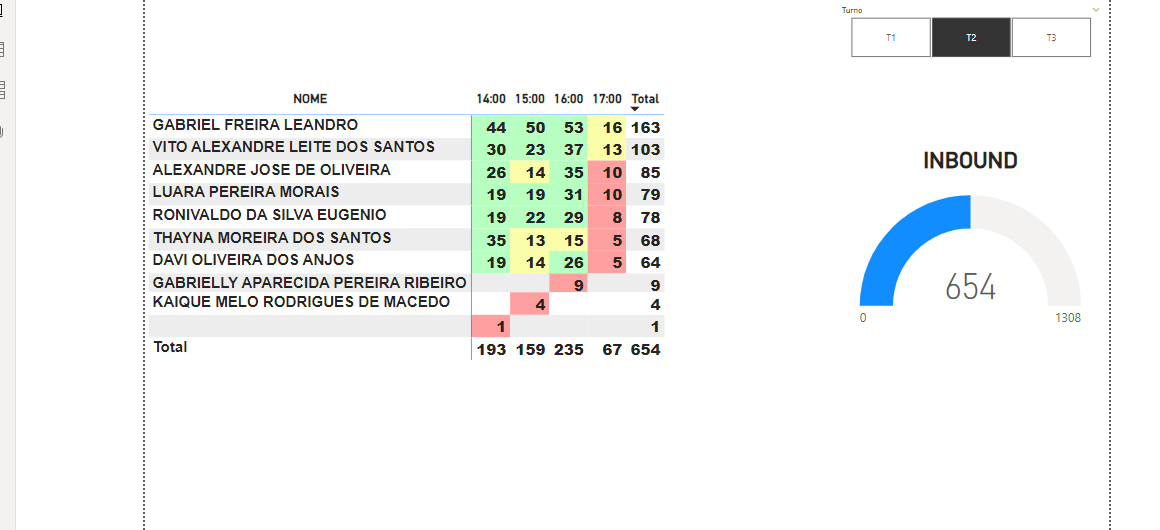 Turno
T1 T2 T3
NOME 14:00 15:00 16:00 17:00 Total
GABRIEL FREIRA LEANDRO 44 50 53 16 163
VITO ALEXANDRE LEITE DOS SANTOS 30 23 37 13 103
ALEXANDRE JOSE DE OLIVEIRA 26 14 35 10 85
LUARA PEREIRA MORAIS 19 19 31 10 79
RONIVALDO DA SILVA EUGENIO 19 22 29 8 78
THAYNA MOREIRA DOS SANTOS 35 13 15 5 68
DAVI OLIVEIRA DOS ANJOS 19 14 26 5 64
GABRIELLY APARECIDA PEREIRA RIBEIRO 9 9
KAIQUE MELO RODRIGUES DE MACEDO 4 4
1 1
Total 193 159 235 67 654
INBOUND
654
0 1308